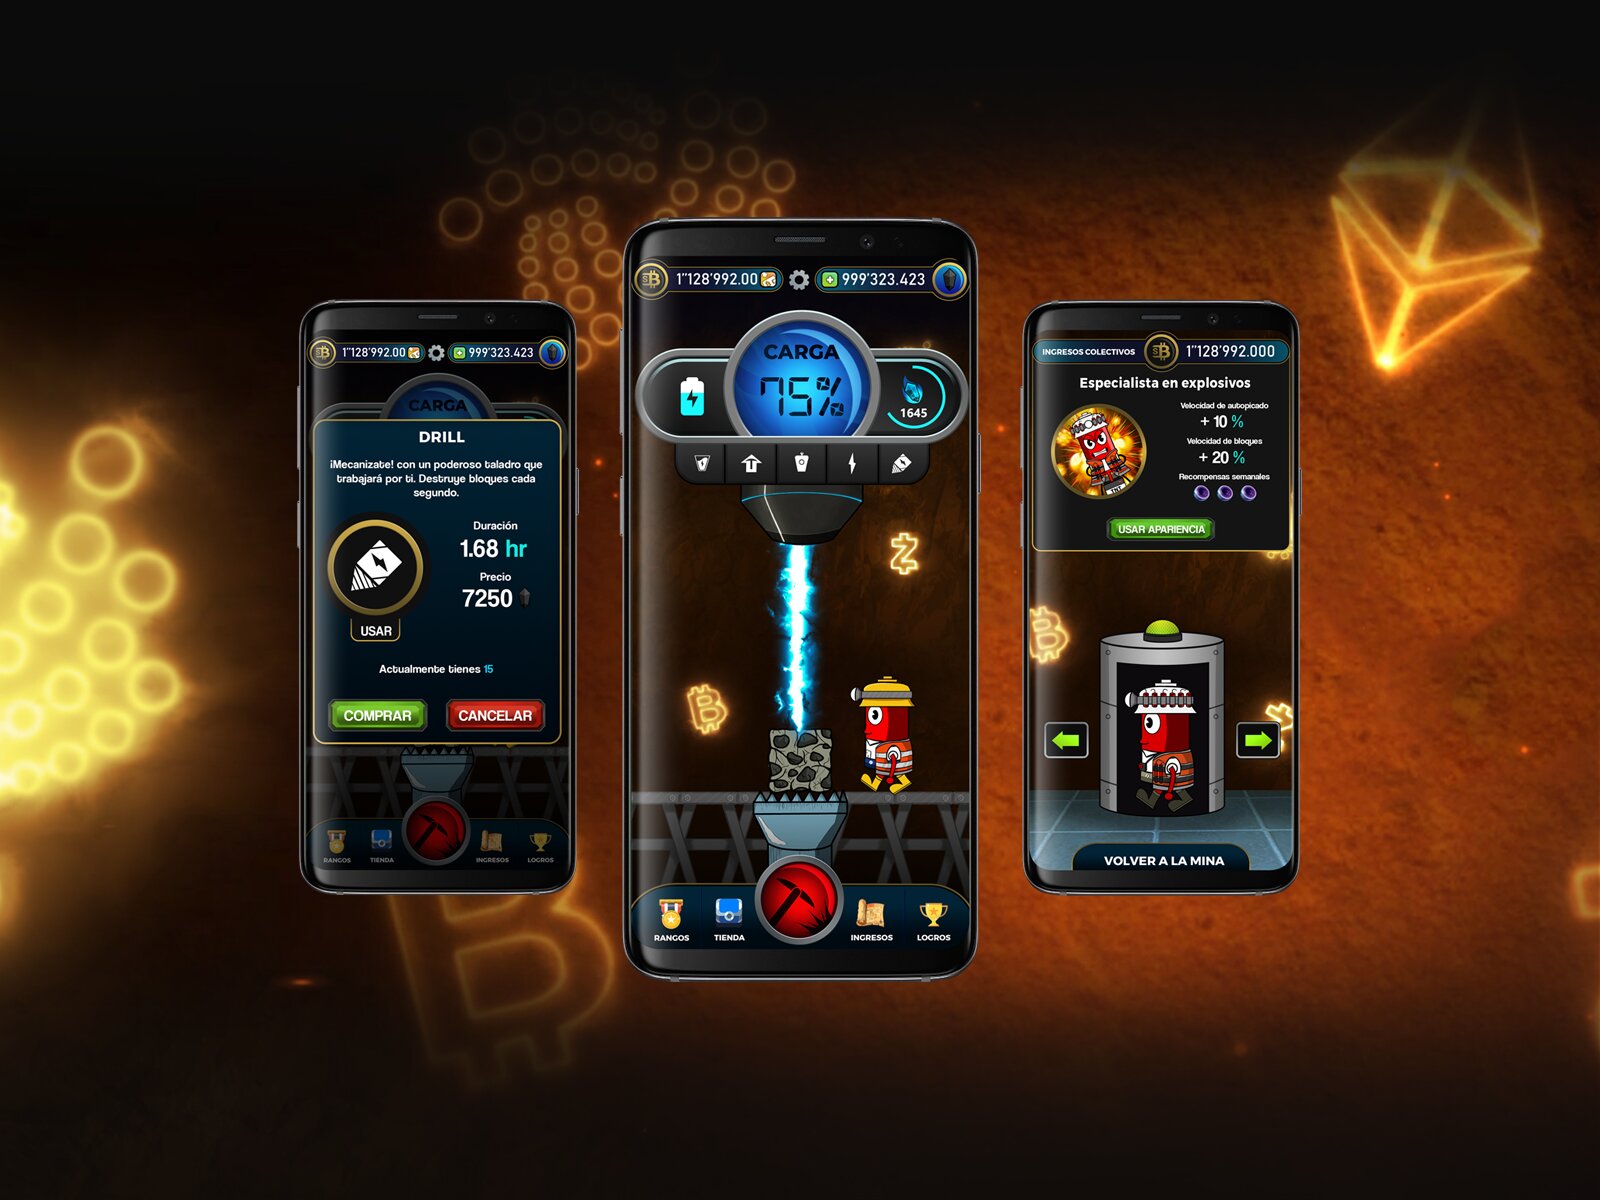 1''128'992.00
999'323.423
CARGA
DRILL
¡Mecanizate! con un poderoso taladro que
trabajará por ti. Destruye bloques cada
segundo.
Duración
1.68 hr
Precio
7250
USAR
Actualmente tienes 15
COMPRAR
CANCELAR
RANGOS
TIENDA
INGRESOS
LOGROS
1''128'992.00
999'323.423
CARGA
75%
1645
RANGOS
TIENDA
INGRESOS
LOGROS
INGRESOS COLECTIVOS
1''128'992.000
Especialista en explosivos
Velocidad de autopicado
+ 10 %
Velocidad de bloques
+ 20 %
Recompensas semanales
TNT
USAR APARIENCIA
VOLVER A LA MINA